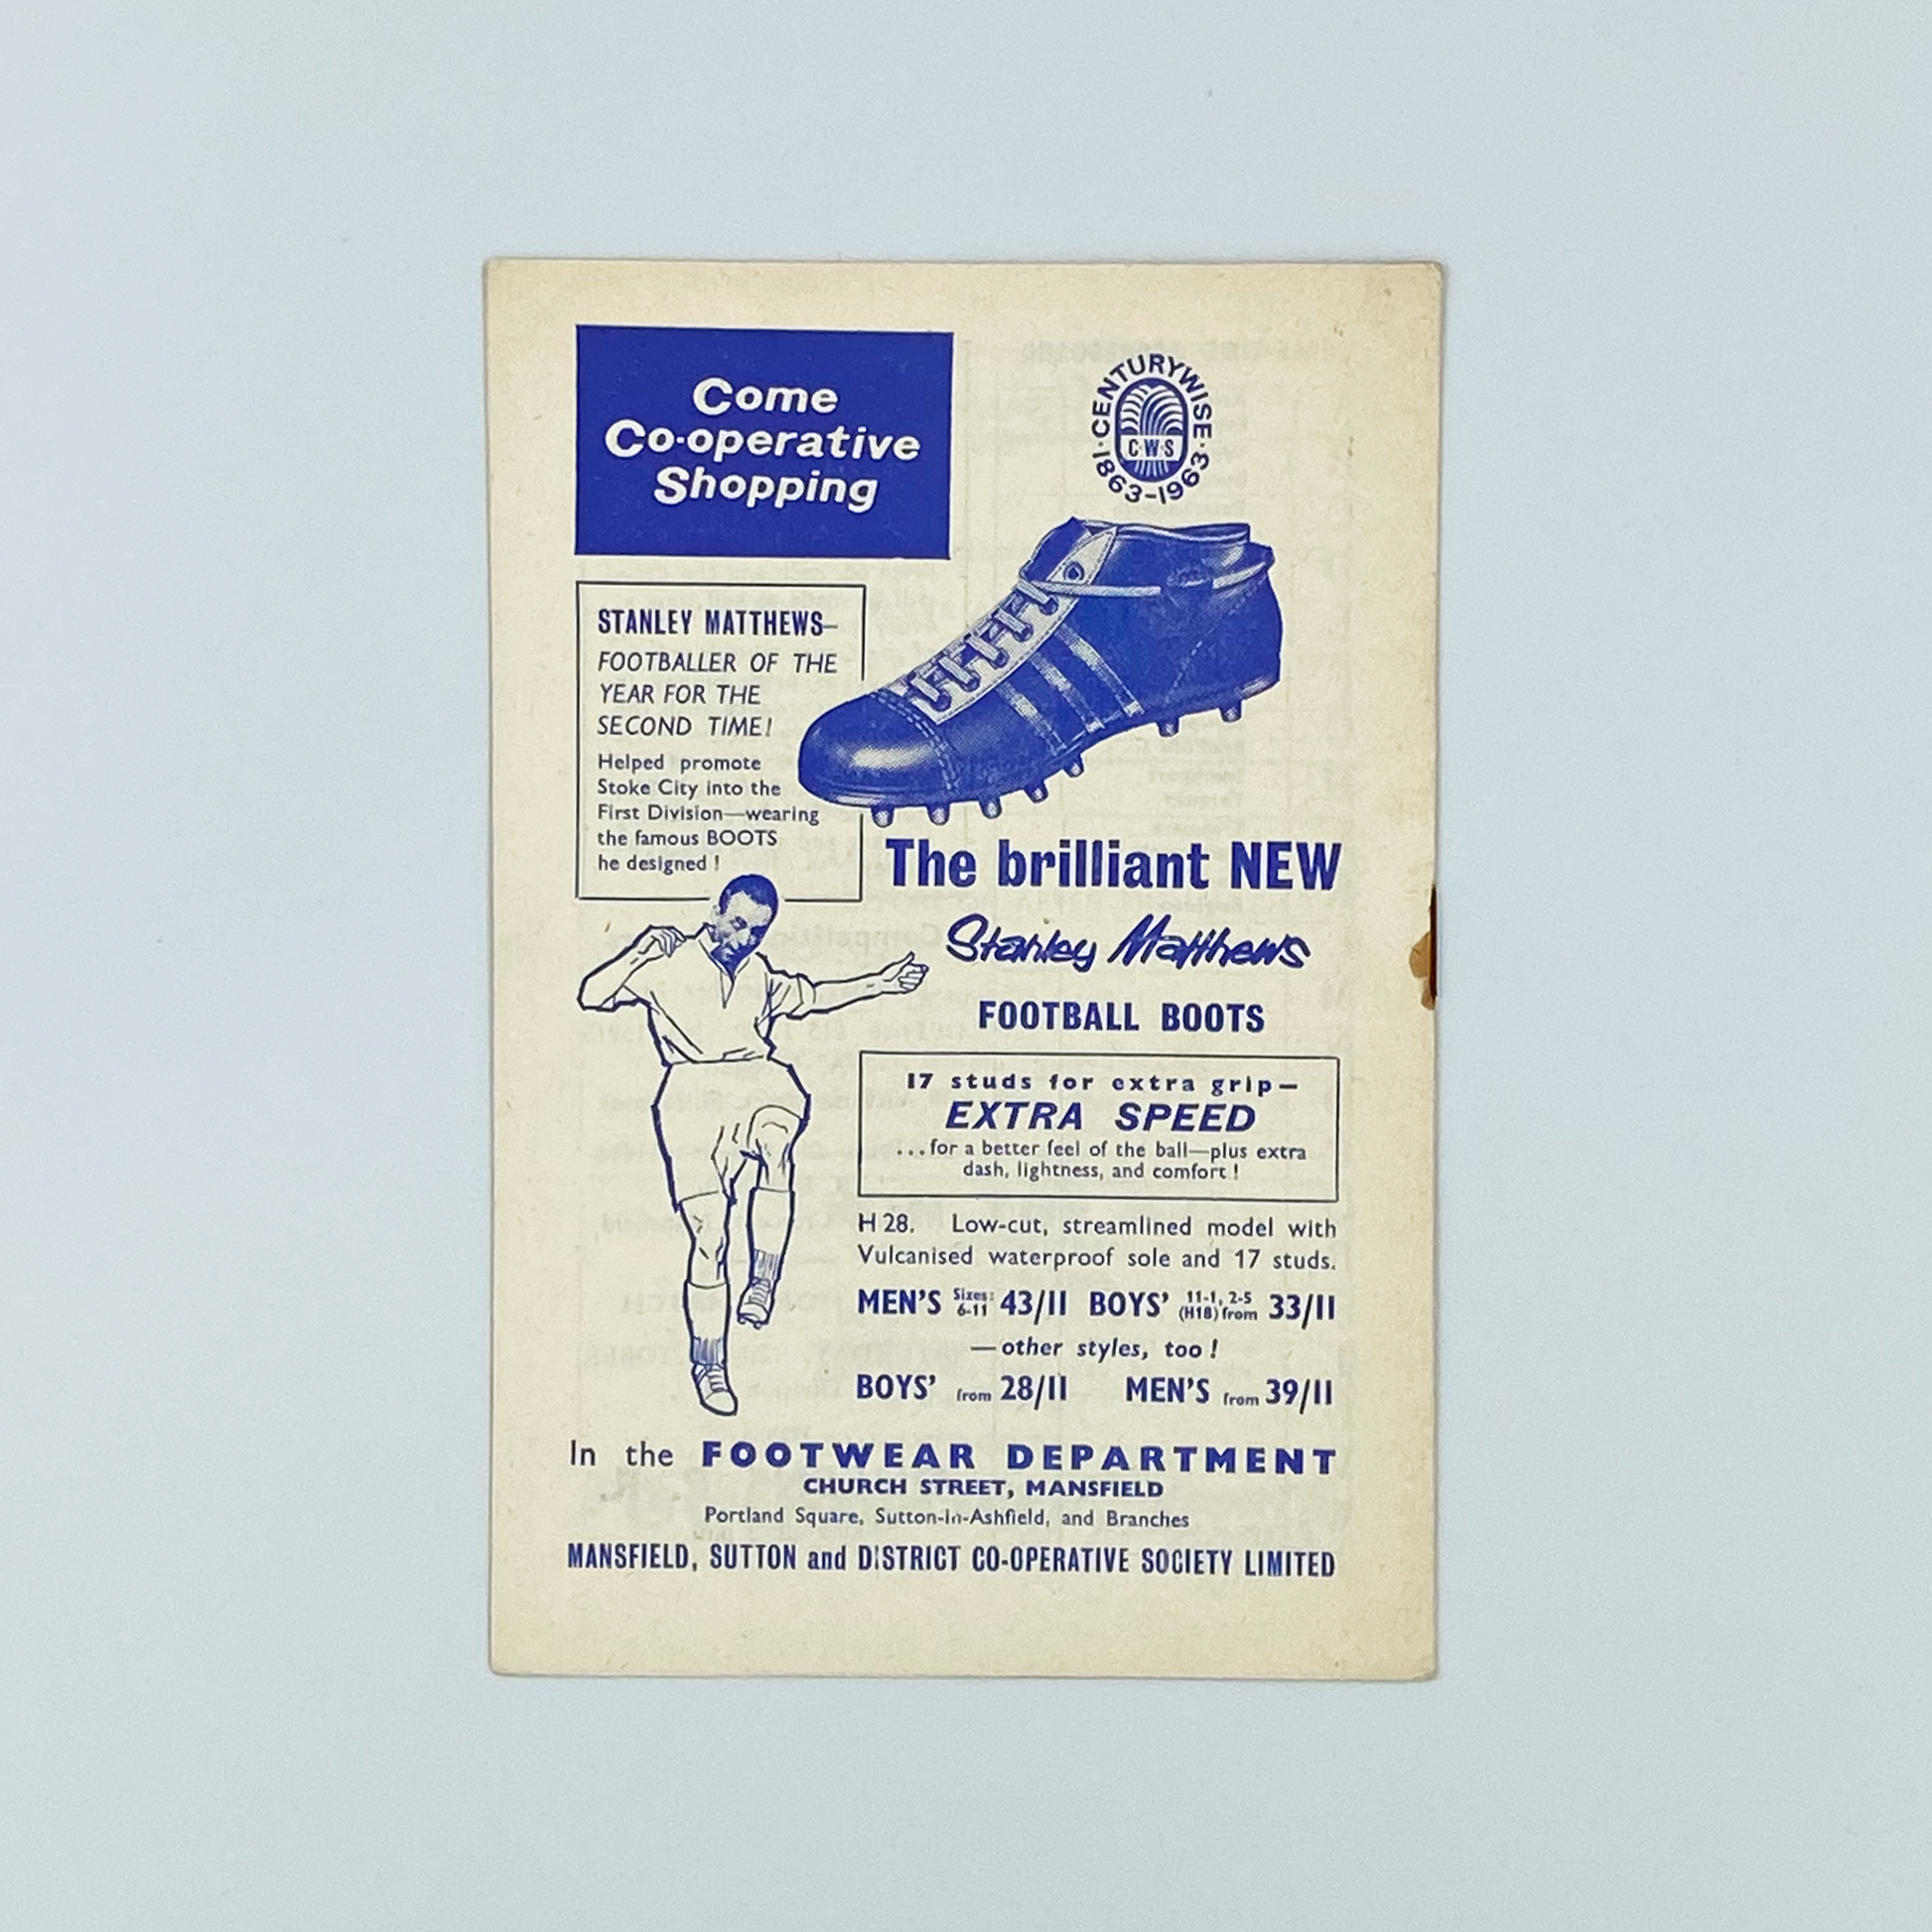 Come
Co-operative
Shopping
·CENTURYWISE·
1863-1963
C·W·S
STANLEY MATTHEWS—
FOOTBALLER OF THE
YEAR FOR THE
SECOND TIME!
Helped promote
Stoke City into the
First Division—wearing
the famous BOOTS
he designed !
The brilliant NEW
Stanley Matthews
FOOTBALL BOOTS
17 studs for extra grip—
EXTRA SPEED
...for a better feel of the ball—plus extra
dash, lightness, and comfort !
H 28. Low-cut, streamlined model with
Vulcanised waterproof sole and 17 studs.
MEN'S Sizes: 6-11 43/11 BOYS' 11-1, 2-5 (H18) from 33/11
—other styles, too !
BOYS' from 28/11 MEN'S from 39/11
In the FOOTWEAR DEPARTMENT
CHURCH STREET, MANSFIELD
Portland Square, Sutton-in-Ashfield, and Branches
MANSFIELD, SUTTON and DISTRICT CO-OPERATIVE SOCIETY LIMITED